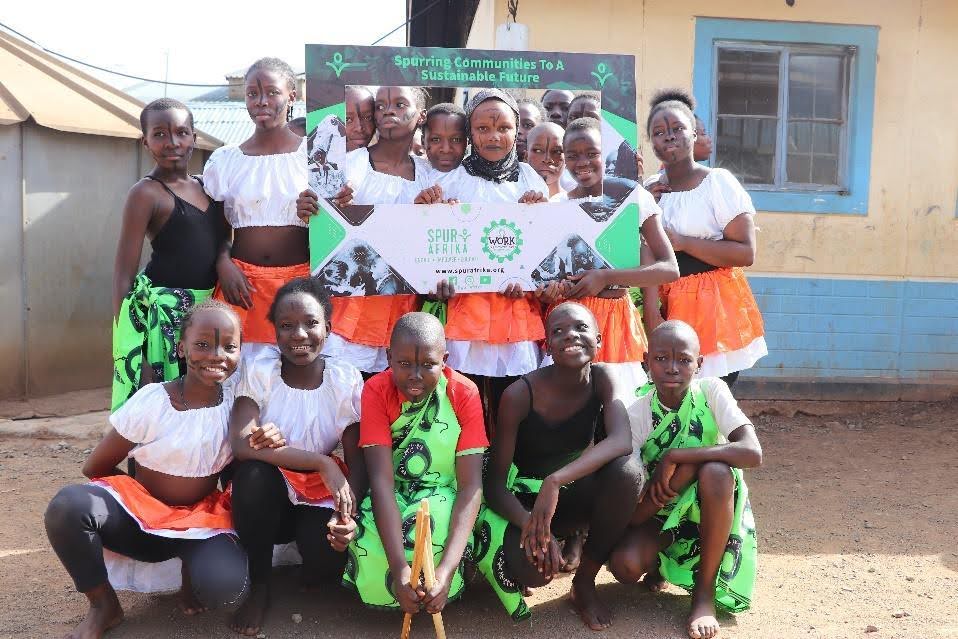 Spurring Communities To A
Sustainable Future
SPUR
AFRIKA
WORK
www.spurafrika.org